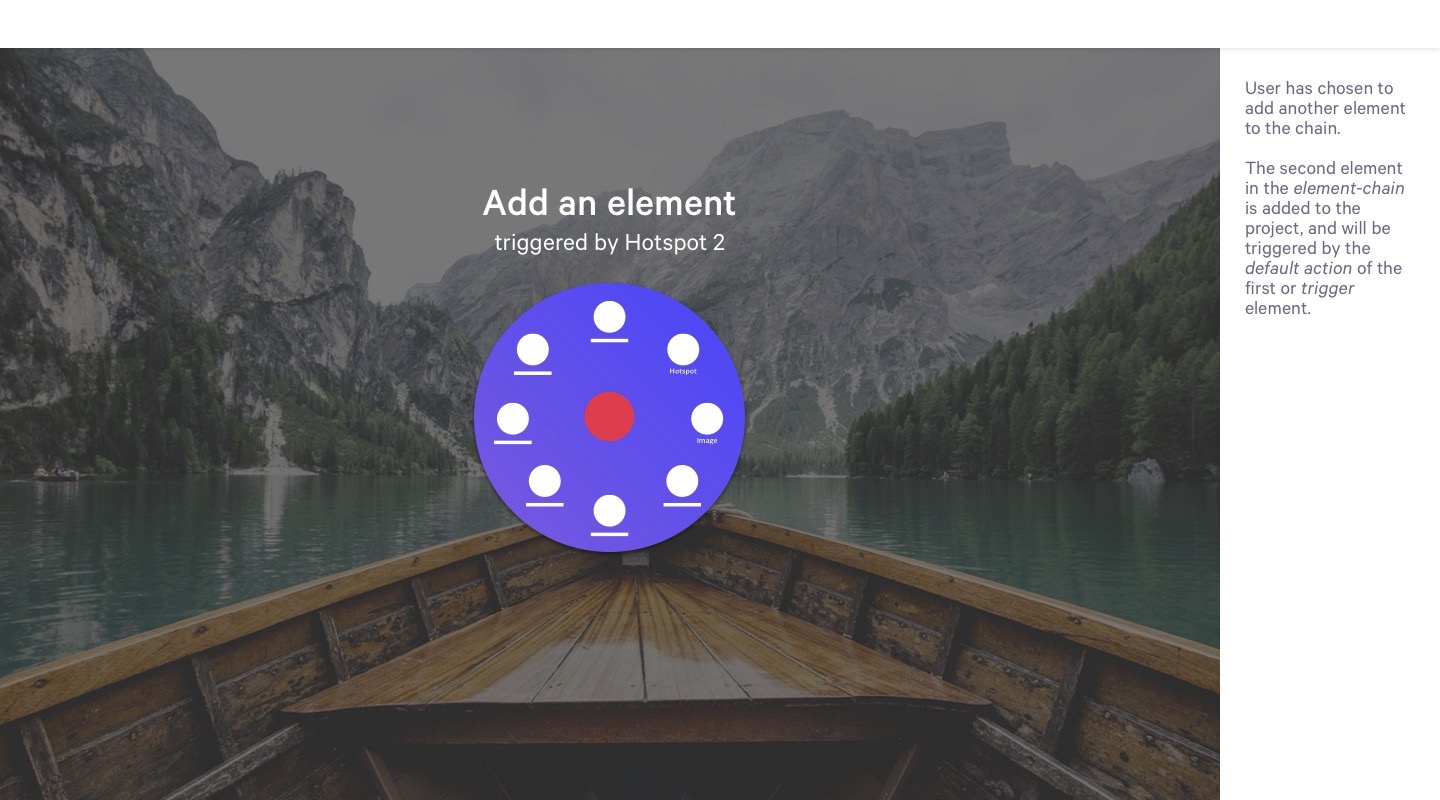 Add an element
triggered by Hotspot 2
Hotspot
Image
User has chosen to
add another element
to the chain.
The second element
in the element-chain
is added to the
project, and will be
triggered by the
default action of the
first or trigger
element.